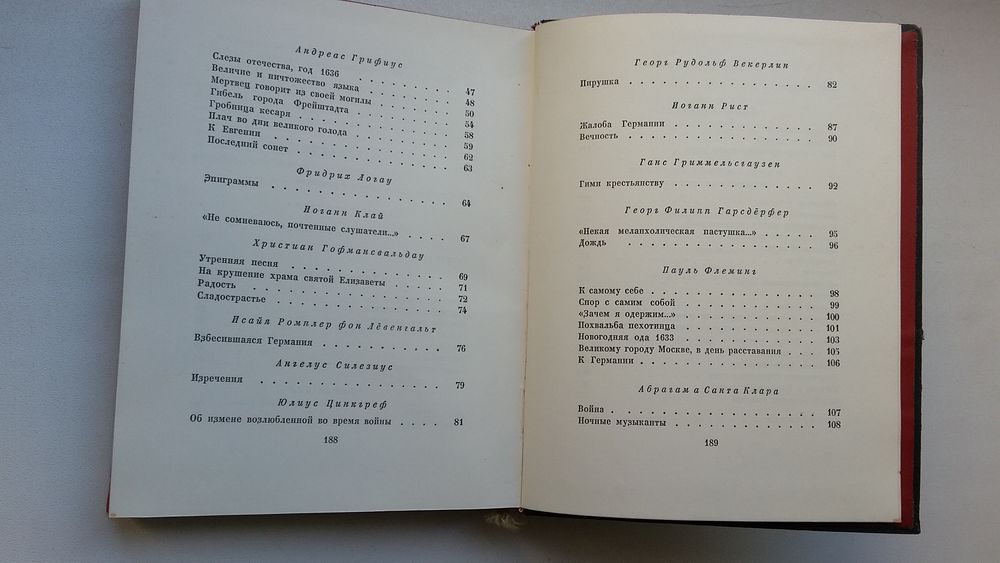 Андреас Грифиус
Слезы отечества, год 1636 . . . . . . . . 47
Величие и ничтожество языка . . . . . . . 48
Мертвец говорит из своей могилы . . . . . . 50
Гибель города Фрейштадта . . . . . . . . 54
Гробница кесаря . . . . . . . . . . . 58
Плач во дни великого голода . . . . . . . 59
К Евгении . . . . . . . . . . . . . 62
Последний сонет . . . . . . . . . . . 63
Фридрих Логау
Эпиграммы . . . . . . . . . . . . . 64
Иоганн Клай
«Не сомневаюсь, почтенные слушатели...» . . . . 67
Христиан Гофмансвальдау
Утренняя песня . . . . . . . . . . . 69
На крушение храма святой Елизаветы . . . . . 71
Радость . . . . . . . . . . . . . . 72
Сладострастье . . . . . . . . . . . . 74
Исайя Ромплер фон Лёвенгальт
Взбесившаяся Германия . . . . . . . . . 76
Ангелус Силезиус
Изречения . . . . . . . . . . . . . 79
Юлиус Цинкгреф
Об измене возлюбленной во время войны . . . . 81
188
Георг Рудольф Векерлин
Пирушка . . . . . . . . . . . . . . 82
Иоганн Рист
Жалоба Германии . . . . . . . . . . . 87
Вечность . . . . . . . . . . . . . . 90
Ганс Гриммельсгаузен
Гимн крестьянству . . . . . . . . . . 92
Георг Филипп Гарсдёрфер
«Некая меланхолическая пастушка...» . . . . . 95
Дождь . . . . . . . . . . . . . . 96
Пауль Флеминг
К самому себе . . . . . . . . . . . . 98
Спор с самим собой . . . . . . . . . . 99
«Зачем я одержим...» . . . . . . . . . . 100
Похвальба пехотинца . . . . . . . . . . 101
Новогодняя ода 1633 . . . . . . . . . . 103
Великому городу Москве, в день расставания . . . 105
К Германии . . . . . . . . . . . . . 106
Абрагам а Санта Клара
Война . . . . . . . . . . . . . . . 107
Ночные музыканты . . . . . . . . . . . 108
189